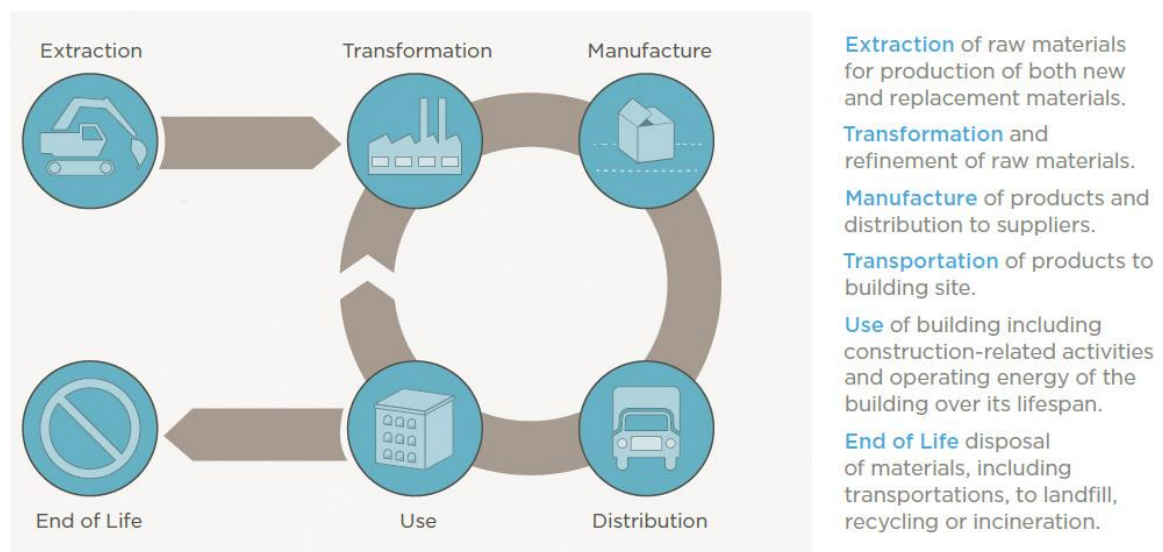 Extraction
Transformation
Manufacture
End of Life
Use
Distribution
Extraction of raw materials
for production of both new
and replacement materials.
Transformation and
refinement of raw materials.
Manufacture of products and
distribution to suppliers.
Transportation of products to
building site.
Use of building including
construction-related activities
and operating energy of the
building over its lifespan.
End of Life disposal
of materials, including
transportations, to landfill,
recycling or incineration.